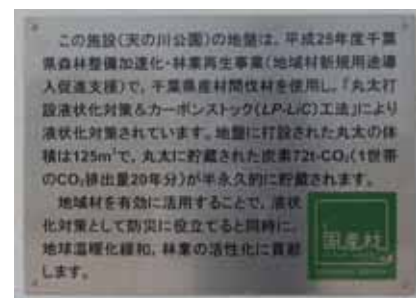 この施設(天の川公園)の地盤は、平成25年度千葉
県森林整備加速化・林業再生事業(地域材新規用途導
入促進支援)で、千葉県産材間伐材を使用し、「丸太打
設液状化対策&カーボンストック(LP-LiC)工法」により
液状化対策されています。地盤に打設された丸太の体
積は125m³で、丸太に貯蔵された炭素72t-CO₂(1世帯
のCO₂排出量20年分)が半永久的に貯蔵されます。
地域材を有効に活用することで、液状
化対策として防災に役立てると同時に、
地球温暖化緩和、林業の活性化に貢献
します。
国産材